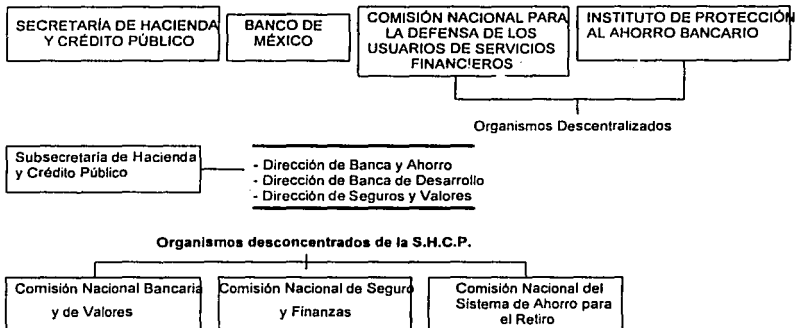 SECRETARÍA DE HACIENDA
Y CRÉDITO PÚBLICO
BANCO DE
MÉXICO
COMISIÓN NACIONAL PARA
LA DEFENSA DE LOS
USUARIOS DE SERVICIOS
FINANCIEROS
INSTITUTO DE PROTECCIÓN
AL AHORRO BANCARIO
Organismos Descentralizados
Subsecretaría de Hacienda
y Crédito Público
- Dirección de Banca y Ahorro
- Dirección de Banca de Desarrollo
- Dirección de Seguros y Valores
Organismos desconcentrados de la S.H.C.P.
Comisión Nacional Bancaria
y de Valores
Comisión Nacional de Seguro
y Finanzas
Comisión Nacional del
Sistema de Ahorro para
el Retiro